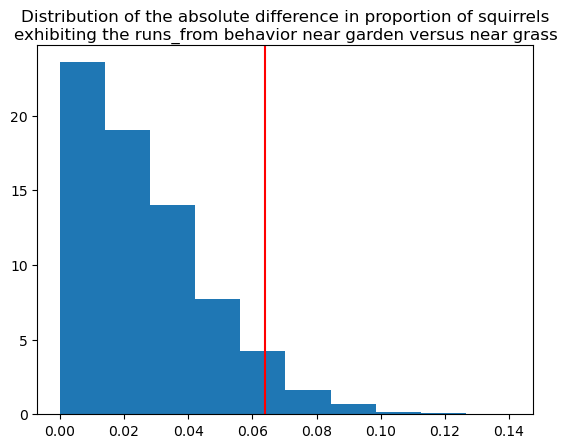 Distribution of the absolute difference in proportion of squirrels
exhibiting the runs_from behavior near garden versus near grass
20
15
10
5
0
0.00 0.02 0.04 0.06 0.08 0.10 0.12 0.14